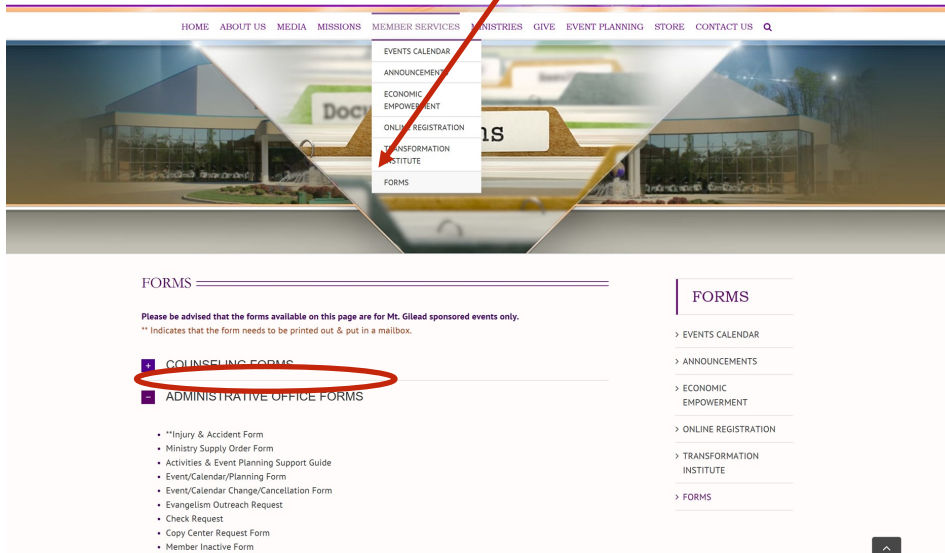 HOME ABOUT US MEDIA MISSIONS MEMBER SERVICES MINISTRIES GIVE EVENT PLANNING STORE CONTACT US
EVENTS CALENDAR
ANNOUNCEMENTS
ECONOMIC
EMPOWERMENT
ONLINE REGISTRATION
TRANSFORMATION
INSTITUTE
FORMS
FORMS
Please be advised that the forms available on this page are for Mt. Gilead sponsored events only.
** Indicates that the form needs to be printed out & put in a mailbox.
+ COUNSELING FORMS
− ADMINISTRATIVE OFFICE FORMS
• **Injury & Accident Form
• Ministry Supply Order Form
• Activities & Event Planning Support Guide
• Event/Calendar/Planning Form
• Event/Calendar Change/Cancellation Form
• Evangelism Outreach Request
• Check Request
• Copy Center Request Form
• Member Inactive Form
FORMS
> EVENTS CALENDAR
> ANNOUNCEMENTS
> ECONOMIC
EMPOWERMENT
> ONLINE REGISTRATION
> TRANSFORMATION
INSTITUTE
> FORMS